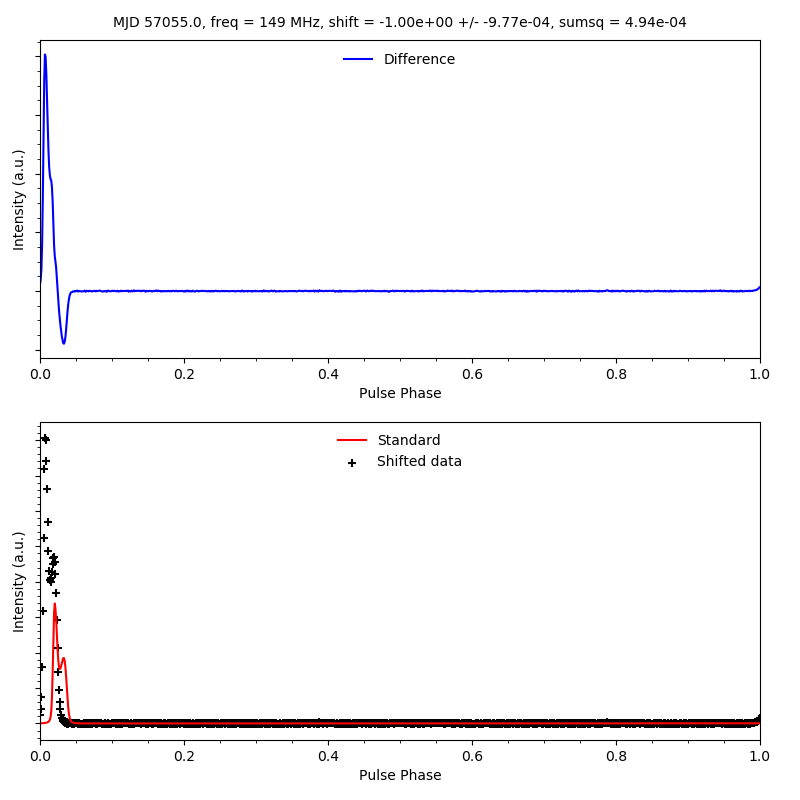 MJD 57055.0, freq = 149 MHz, shift = -1.00e+00 +/- -9.77e-04, sumsq = 4.94e-04
Difference
Intensity (a.u.)
0.0 0.2 0.4 0.6 0.8 1.0
Pulse Phase
Standard
Shifted data
Intensity (a.u.)
0.0 0.2 0.4 0.6 0.8 1.0
Pulse Phase